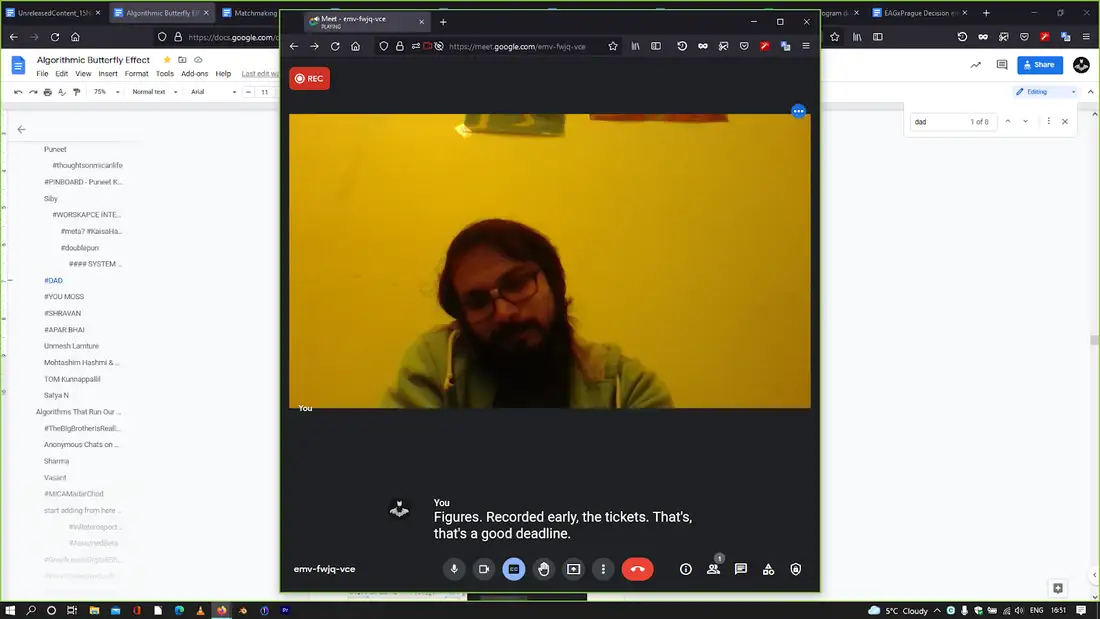 UnreleasedContent_15N
Algorithmic Butterfly Effect
Matchmaking
Meet - emv-fwjq-vce
PLAYING
EAGxPrague Decision e
https://docs.google.com/
https://meet.google.com/emv-fwjq-vce
Algorithmic Butterfly Effect
File Edit View Insert Format Tools Add-ons Help
Share
75% Normal text Arial 11
Editing
REC
dad 1 of 8
Puneet
#thoughtsonmicanlife
#PINBOARD - Puneet K...
Siby
#WORSKAPCE INTE...
#meta? #KaisaHa...
#doublepun
#### SYSTEM ...
#DAD
#YOU MOSS
#SHRAVAN
#APAR BHAI
Unmesh Lamture
Mohtashim Hashmi & ...
TOM Kunnappallil
Satya N
Algorithms That Run Our ...
#TheBIgBrotherIsReali...
Anonymous Chats on ...
Sharma
Vasant
#MICAMadarChod
start adding from here ...
You
You
Figures. Recorded early, the tickets. That's,
that's a good deadline.
emv-fwjq-vce
1
5°C Cloudy ENG 16:51